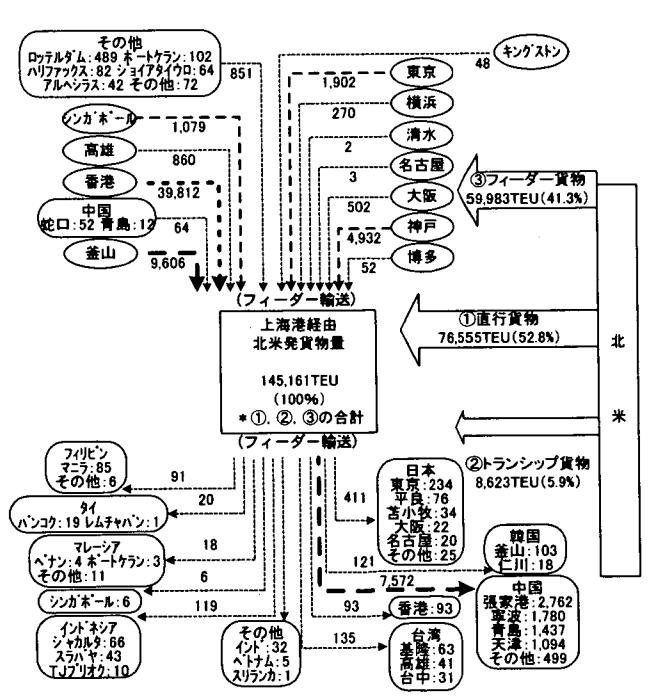 その他
ロッテルダム:489 ポートケラン:102
ハリファックス:82 ジョイアタイウロ:64
アルヘシラス:42 その他:72
851
シンガポール
1,079
高雄
860
香港
39,812
中国
蛇口:52 青島:12
64
釜山
9,606
キングストン
48
東京
1,902
横浜
270
清水
2
名古屋
3
大阪
502
神戸
4,932
博多
52
③フィーダー貨物
59,983TEU(41.3%)
①直行貨物
76,555TEU(52.8%)
②トランシップ貨物
8,623TEU(5.9%)
北
米
(フィーダー輸送)
上海港経由
北米発貨物量
145,161TEU
(100%)
*①, ②, ③の合計
(フィーダー輸送)
フィリピン
マニラ:85
その他:6
91
タイ
バンコク:19 レムチャバン:1
20
マレーシア
ペナン:4 ポートケラン:3
その他:11
18
シンガポール:6
6
インドネシア
ジャカルタ:66
スラバヤ:43
TJプリオク:10
119
その他
インド:32
ベトナム:5
スリランカ:1
日本
東京:234
平良:76
苫小牧:34
大阪:22
名古屋:20
その他:25
411
韓国
釜山:103
仁川:18
121
中国
張家港:2,762
寧波:1,780
青島:1,437
天津:1,094
その他:499
7,572
香港:93
93
台湾
基隆:63
高雄:41
台中:31
135